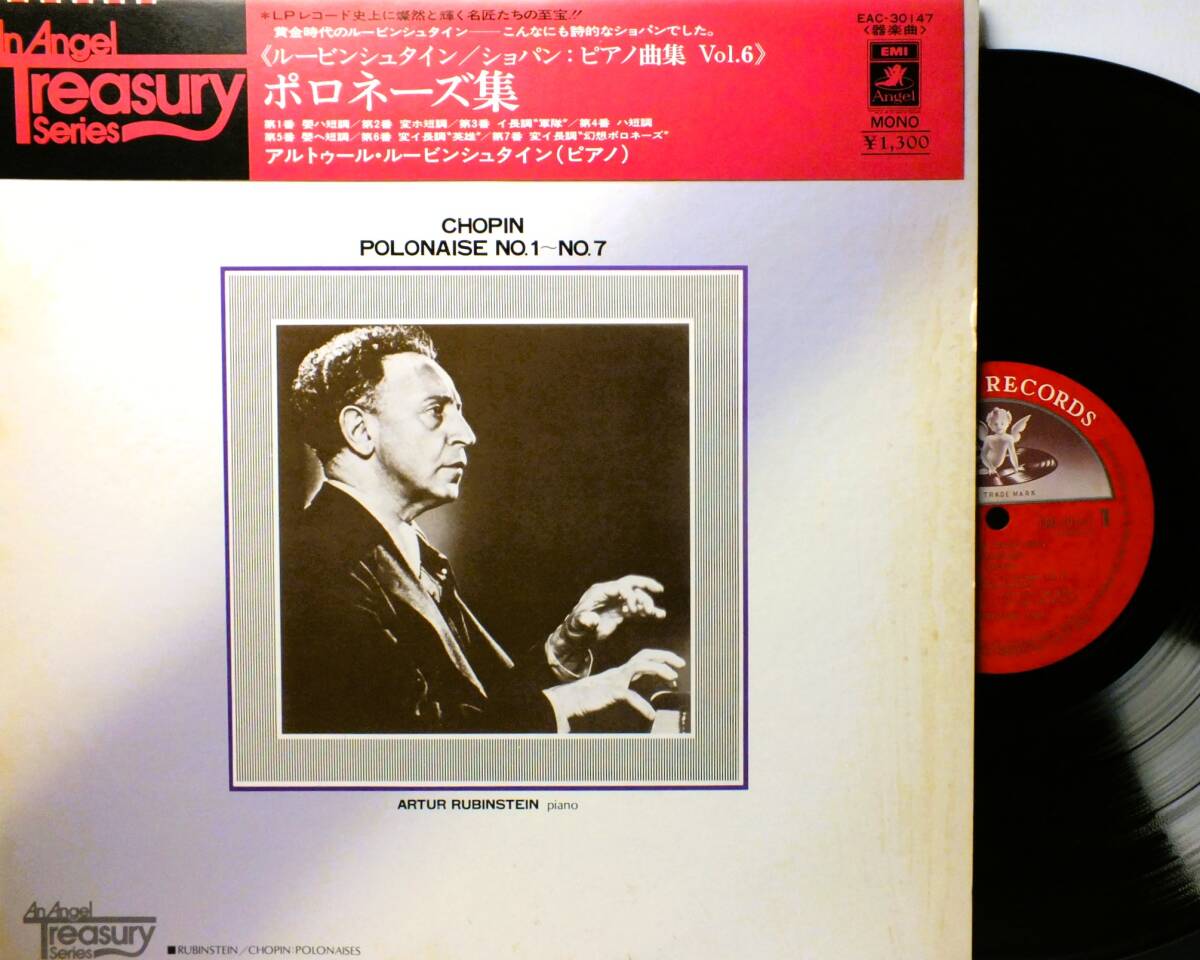 An Angel
Treasury
Series
*LPレコード史上に燦然と輝く名匠たちの至宝!!
黄金時代のルービンシュタイン——こんなにも詩的なショパンでした。
《ルービンシュタイン/ショパン:ピアノ曲集 Vol.6》
ポロネーズ集
第1番 嬰ハ短調/第2番 変ホ短調/第3番 イ長調"軍隊"/第4番 ハ短調
第5番 嬰ヘ短調/第6番 変イ長調"英雄"/第7番 変イ長調"幻想ポロネーズ"
アルトゥール・ルービンシュタイン(ピアノ)
EAC-30147
〈器楽曲〉
EMI
Angel
MONO
¥1,300
CHOPIN
POLONAISE NO.1~NO.7
ARTUR RUBINSTEIN piano
An Angel
Treasury
Series
■RUBINSTEIN/CHOPIN:POLONAISES
RECORDS
TRADE MARK
1